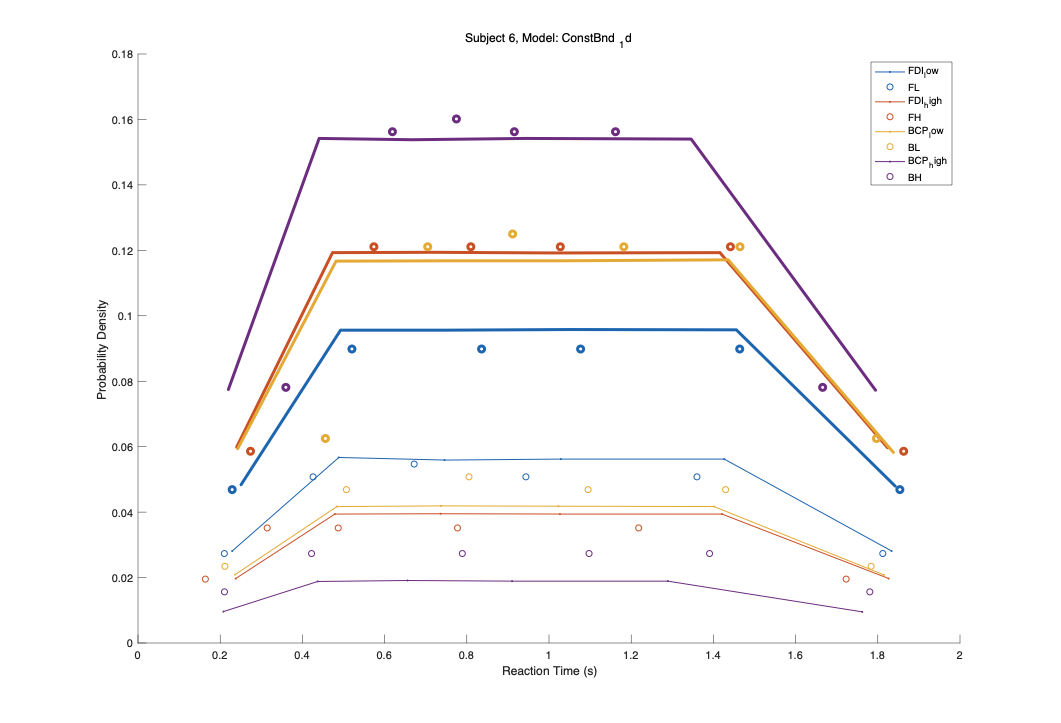 Subject 6, Model: ConstBnd 1d
0.18
0.16
0.14
0.12
0.1
0.08
0.06
0.04
0.02
0
Probability Density
0 0.2 0.4 0.6 0.8 1 1.2 1.4 1.6 1.8 2
Reaction Time (s)
FDIlow
FL
FDIhigh
FH
BCPlow
BL
BCPhigh
BH